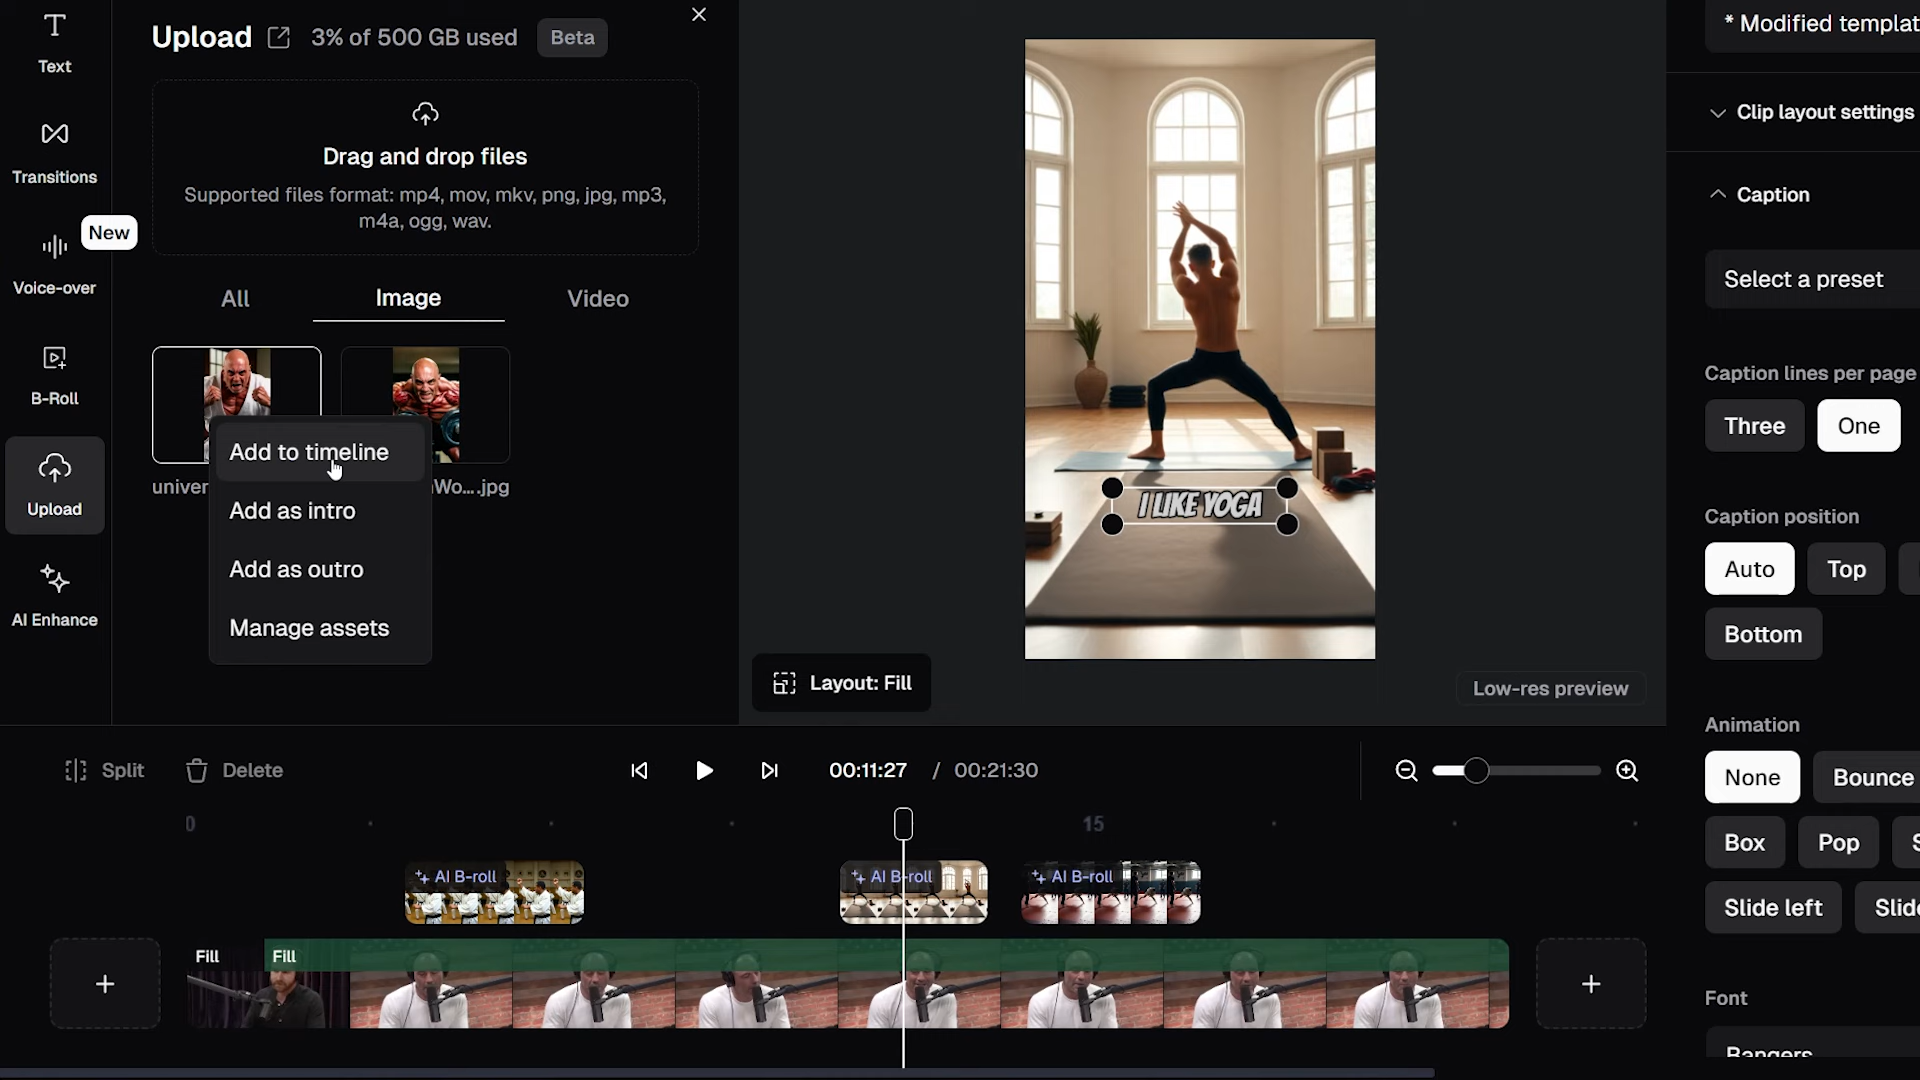 Text
Transitions
New
Voice-over
B-Roll
Upload
AI Enhance
Upload
3% of 500 GB used
Beta
Drag and drop files
Supported files format: mp4, mov, mkv, png, jpg, mp3,
m4a, ogg, wav.
All
Image
Video
Wo....jpg
Add to timeline
Add as intro
Add as outro
Manage assets
I LIKE YOGA
Layout: Fill
Low-res preview
* Modified templat
Clip layout settings
Caption
Select a preset
Caption lines per page
Three
One
Caption position
Auto
Top
Bottom
Animation
None
Bounce
Box
Pop
Slide left
Slid
Font
Bangers
Split
Delete
00:11:27 / 00:21:30
0
15
AI B-roll
AI B-roll
AI B-roll
Fill
Fill